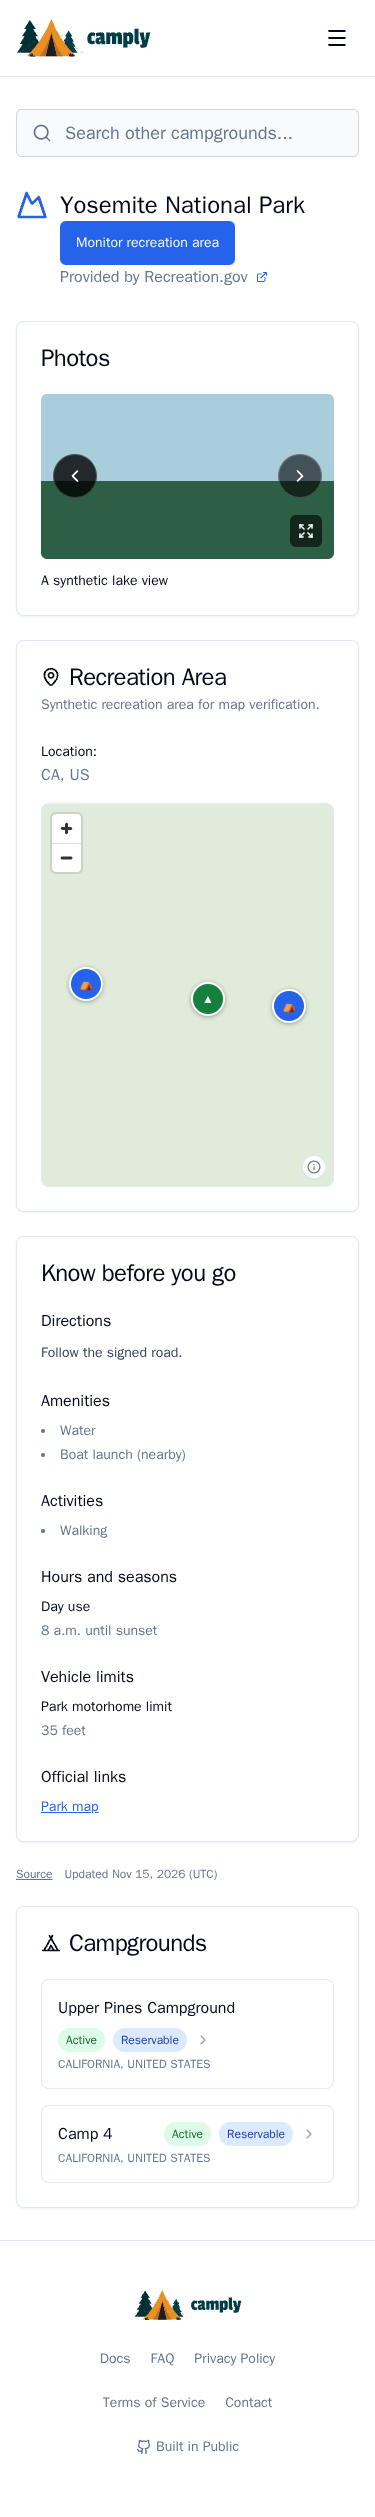 camply
Search other campgrounds...
Yosemite National Park
Monitor recreation area
Provided by Recreation.gov
Photos
A synthetic lake view
Recreation Area
Synthetic recreation area for map verification.
Location:
CA, US
Know before you go
Directions
Follow the signed road.
Amenities
• Water
• Boat launch (nearby)
Activities
• Walking
Hours and seasons
Day use
8 a.m. until sunset
Vehicle limits
Park motorhome limit
35 feet
Official links
Park map
Source Updated Nov 15, 2026 (UTC)
Campgrounds
Upper Pines Campground
Active Reservable
CALIFORNIA, UNITED STATES
Camp 4 Active Reservable
CALIFORNIA, UNITED STATES
camply
Docs FAQ Privacy Policy
Terms of Service Contact
Built in Public